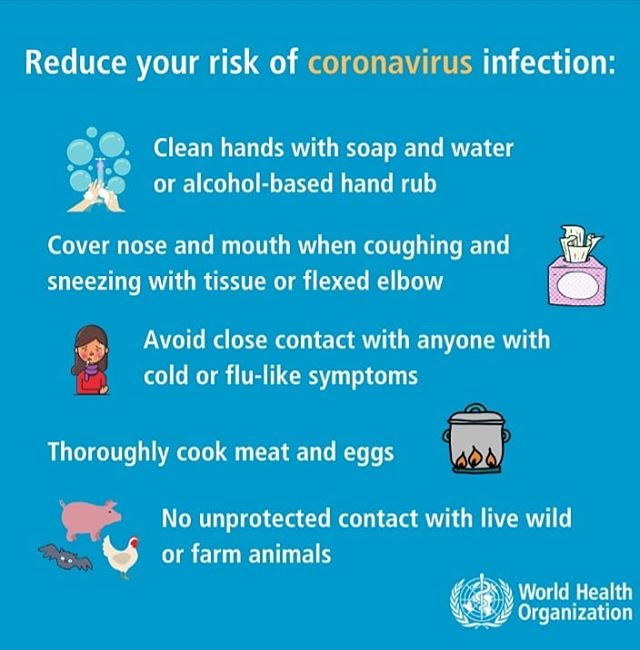 Reduce your risk of coronavirus infection:
Clean hands with soap and water
or alcohol-based hand rub
Cover nose and mouth when coughing and
sneezing with tissue or flexed elbow
Avoid close contact with anyone with
cold or flu-like symptoms
Thoroughly cook meat and eggs
No unprotected contact with live wild
or farm animals
World Health
Organization